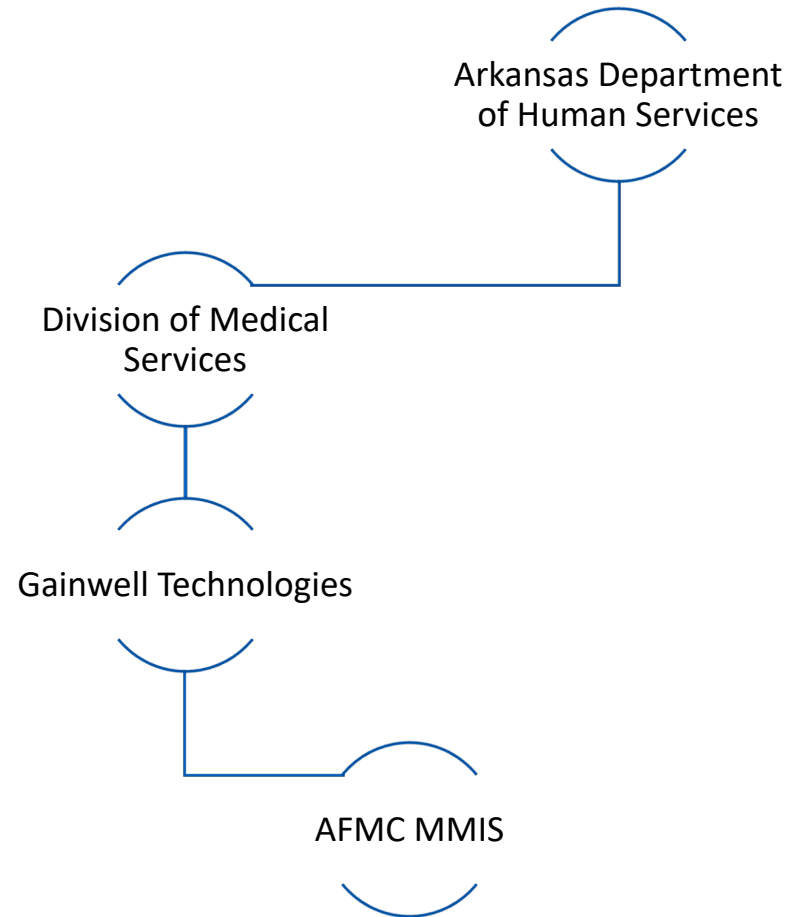 Arkansas Department
of Human Services
Division of Medical
Services
Gainwell Technologies
AFMC MMIS